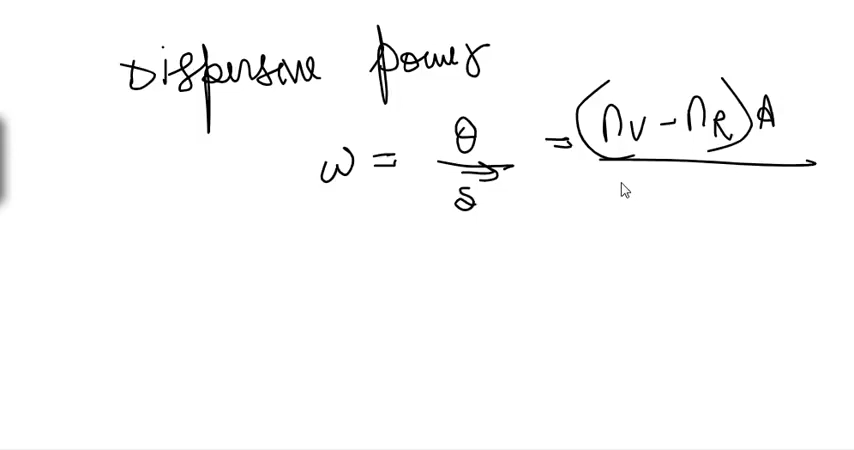 Dispersive power
ω = θ / δ = (nV - nR) A